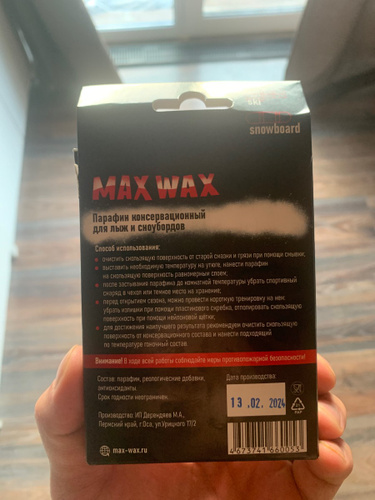 ski
snowboard
MAX WAX
Парафин консервационный
для лыж и сноубордов
Способ использования:
очистить скользящую поверхность от старой смазки и грязи при помощи смывки;
выставить необходимую температуру на утюге, нанести парафин
на скользящую поверхность равномерным слоем;
после застывания парафина до комнатной температуры убрать спортивный
снаряд в чехол или темное место на хранение;
перед открытием сезона, можно провести короткую тренировку на нем
убрать излишки при помощи пластикового скребка, отполировать скользящую
поверхность при помощи нейлоновой щётки;
для достижения наилучшего результата рекомендуем очистить скользящую
поверхность от консервационного состава и нанести подходящий
по температуре гоночный состав.
Внимание! В ходе всей работы соблюдайте меры противопожарной безопасности!
Состав: парафин, реологические добавки,
антиоксиданты.
Срок годности неограничен.
Дата производства
13.02.2024
Производство: ИП Дерендяев М.А.,
Пермский край, г.Оса, ул.Урицкого 11/2
max-wax.ru